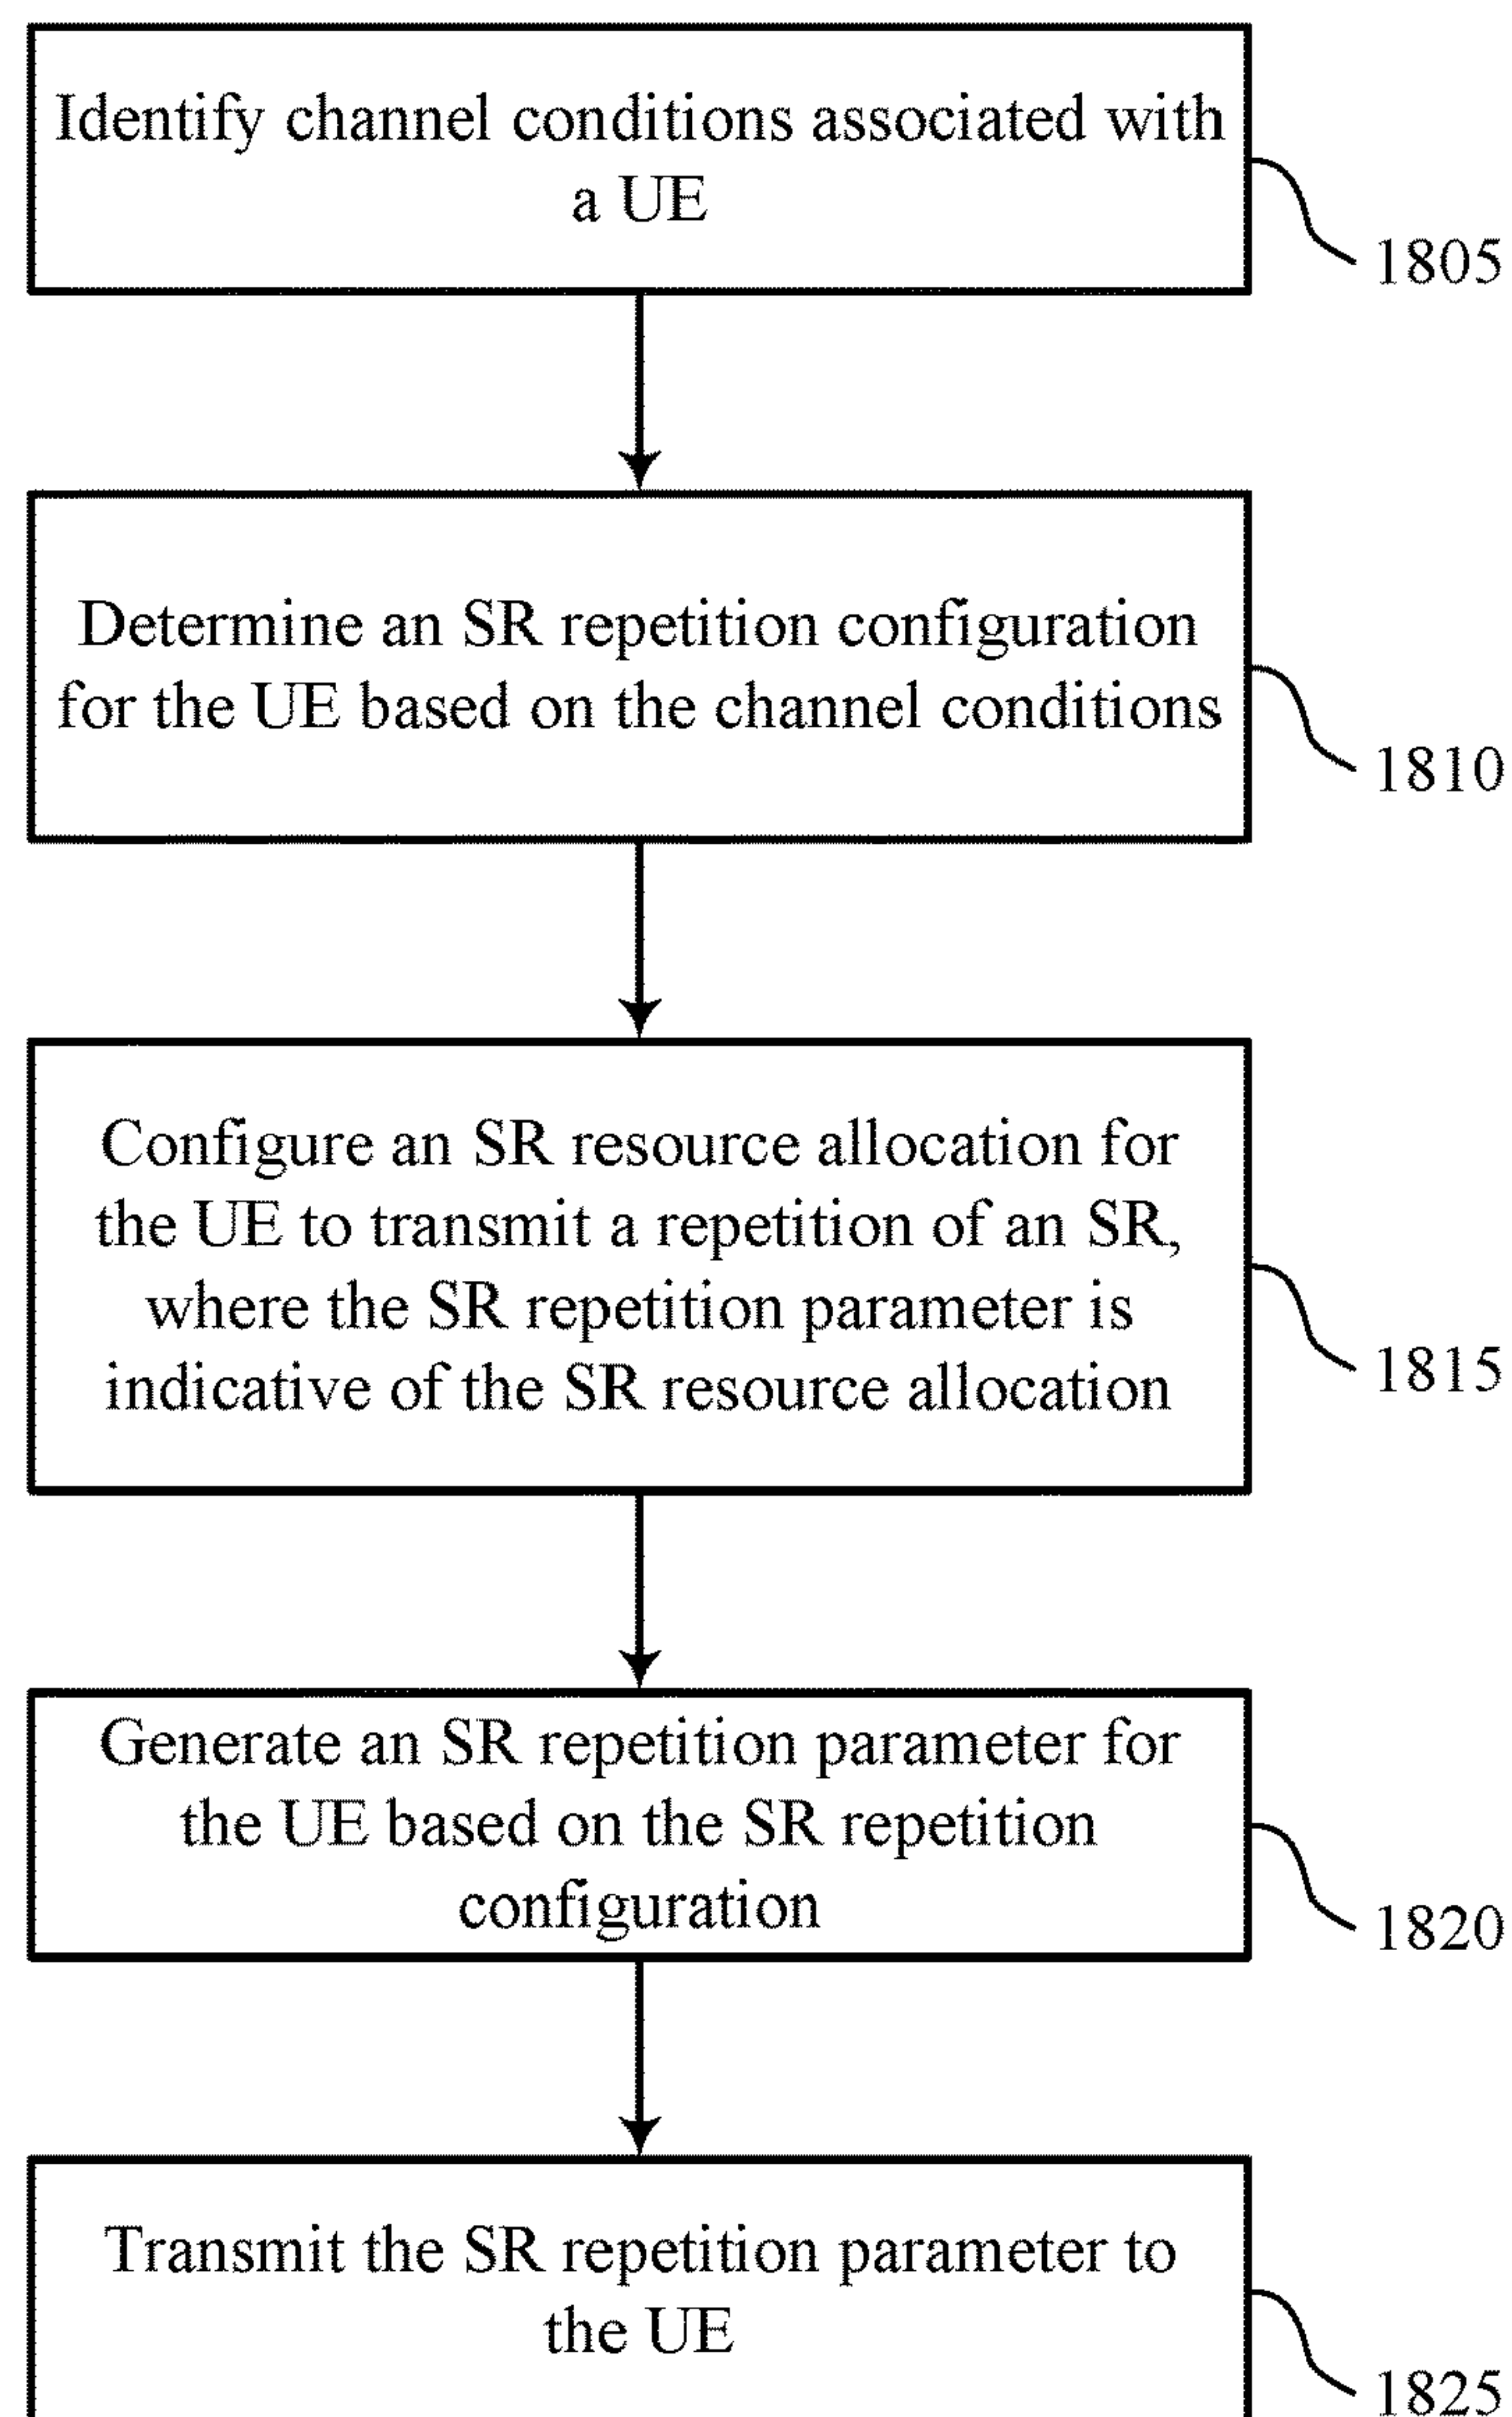 Identify channel conditions associated with
a UE
1805
Determine an SR repetition configuration
for the UE based on the channel conditions
1810
Configure an SR resource allocation for
the UE to transmit a repetition of an SR,
where the SR repetition parameter is
indicative of the SR resource allocation
1815
Generate an SR repetition parameter for
the UE based on the SR repetition
configuration
1820
Transmit the SR repetition parameter to
the UE
1825